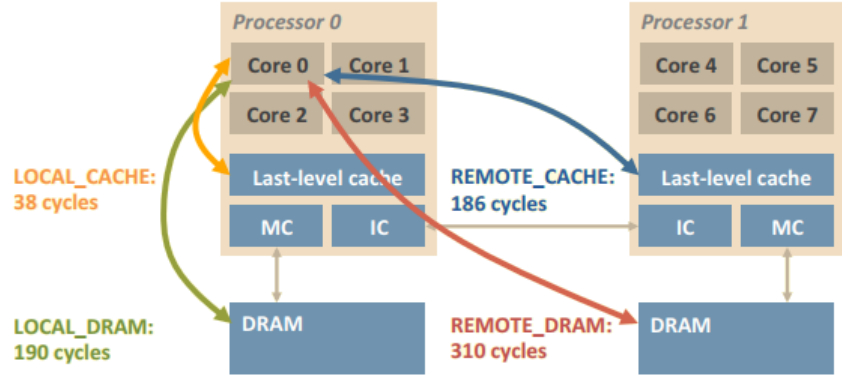 Processor 0
Processor 1
Core 0
Core 1
Core 4
Core 5
Core 2
Core 3
Core 6
Core 7
LOCAL_CACHE:
38 cycles
Last-level cache
REMOTE_CACHE:
186 cycles
Last-level cache
MC
IC
IC
MC
LOCAL_DRAM:
190 cycles
DRAM
REMOTE_DRAM:
310 cycles
DRAM